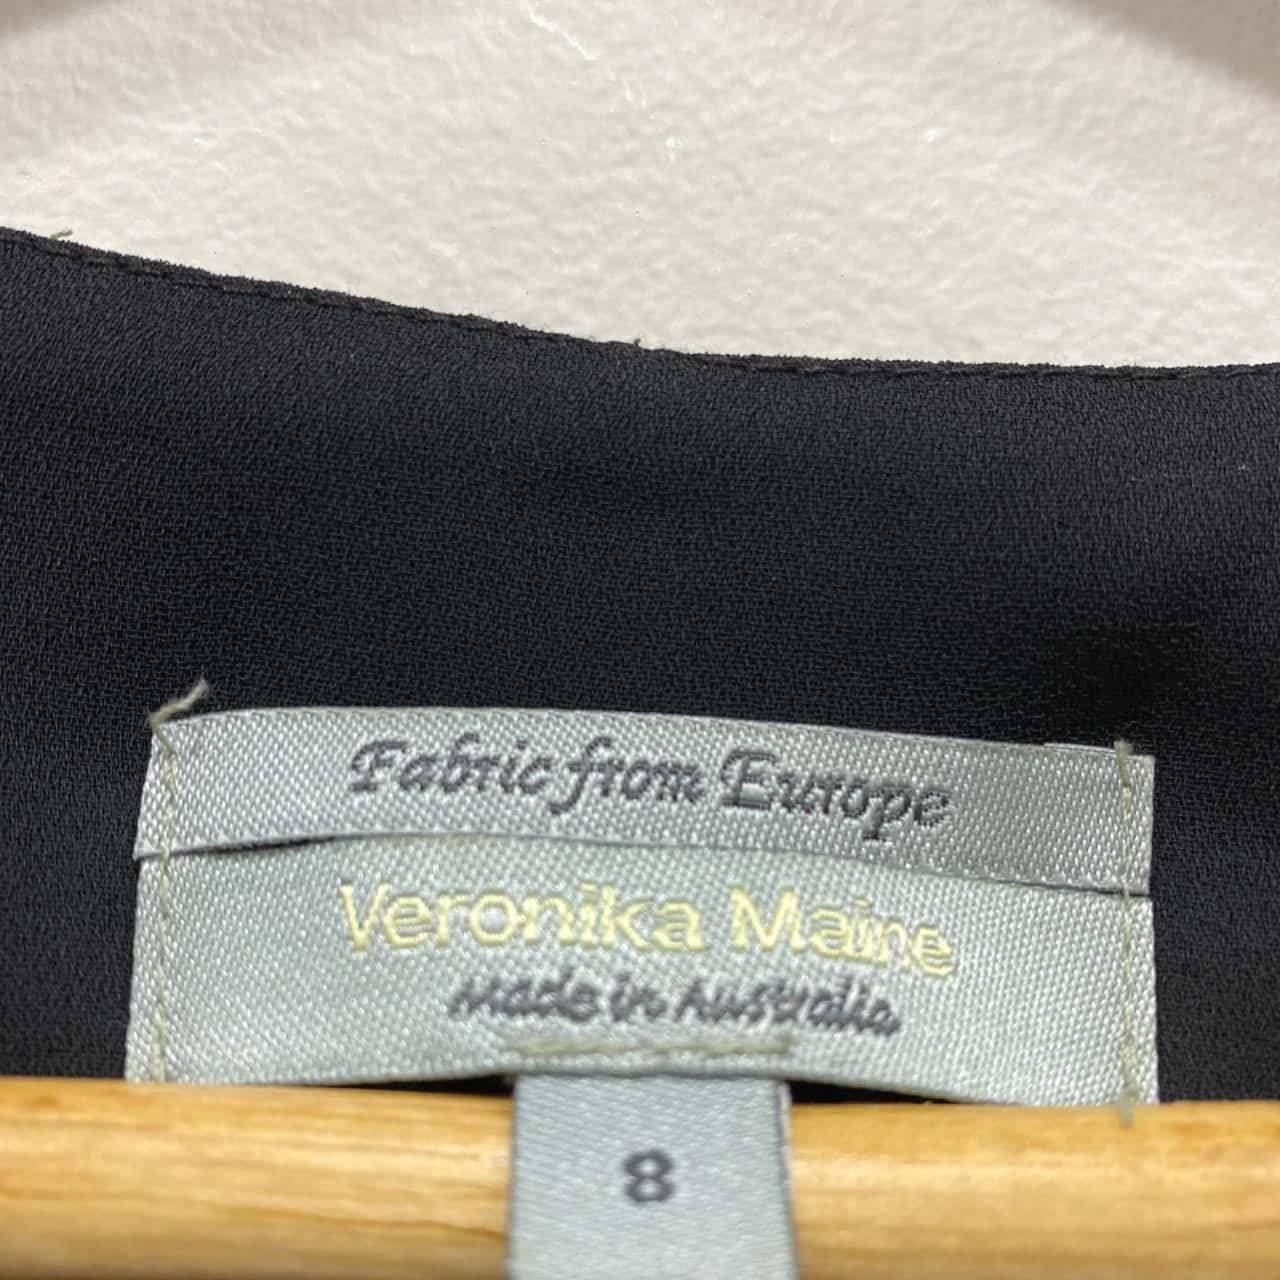 Fabric from Europe
Veronika Maine
Made in Australia
8